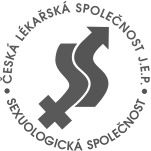 ČESKÁ LÉKAŘSKÁ SPOLEČNOST J.E.P.
SEXUOLOGICKÁ SPOLEČNOST